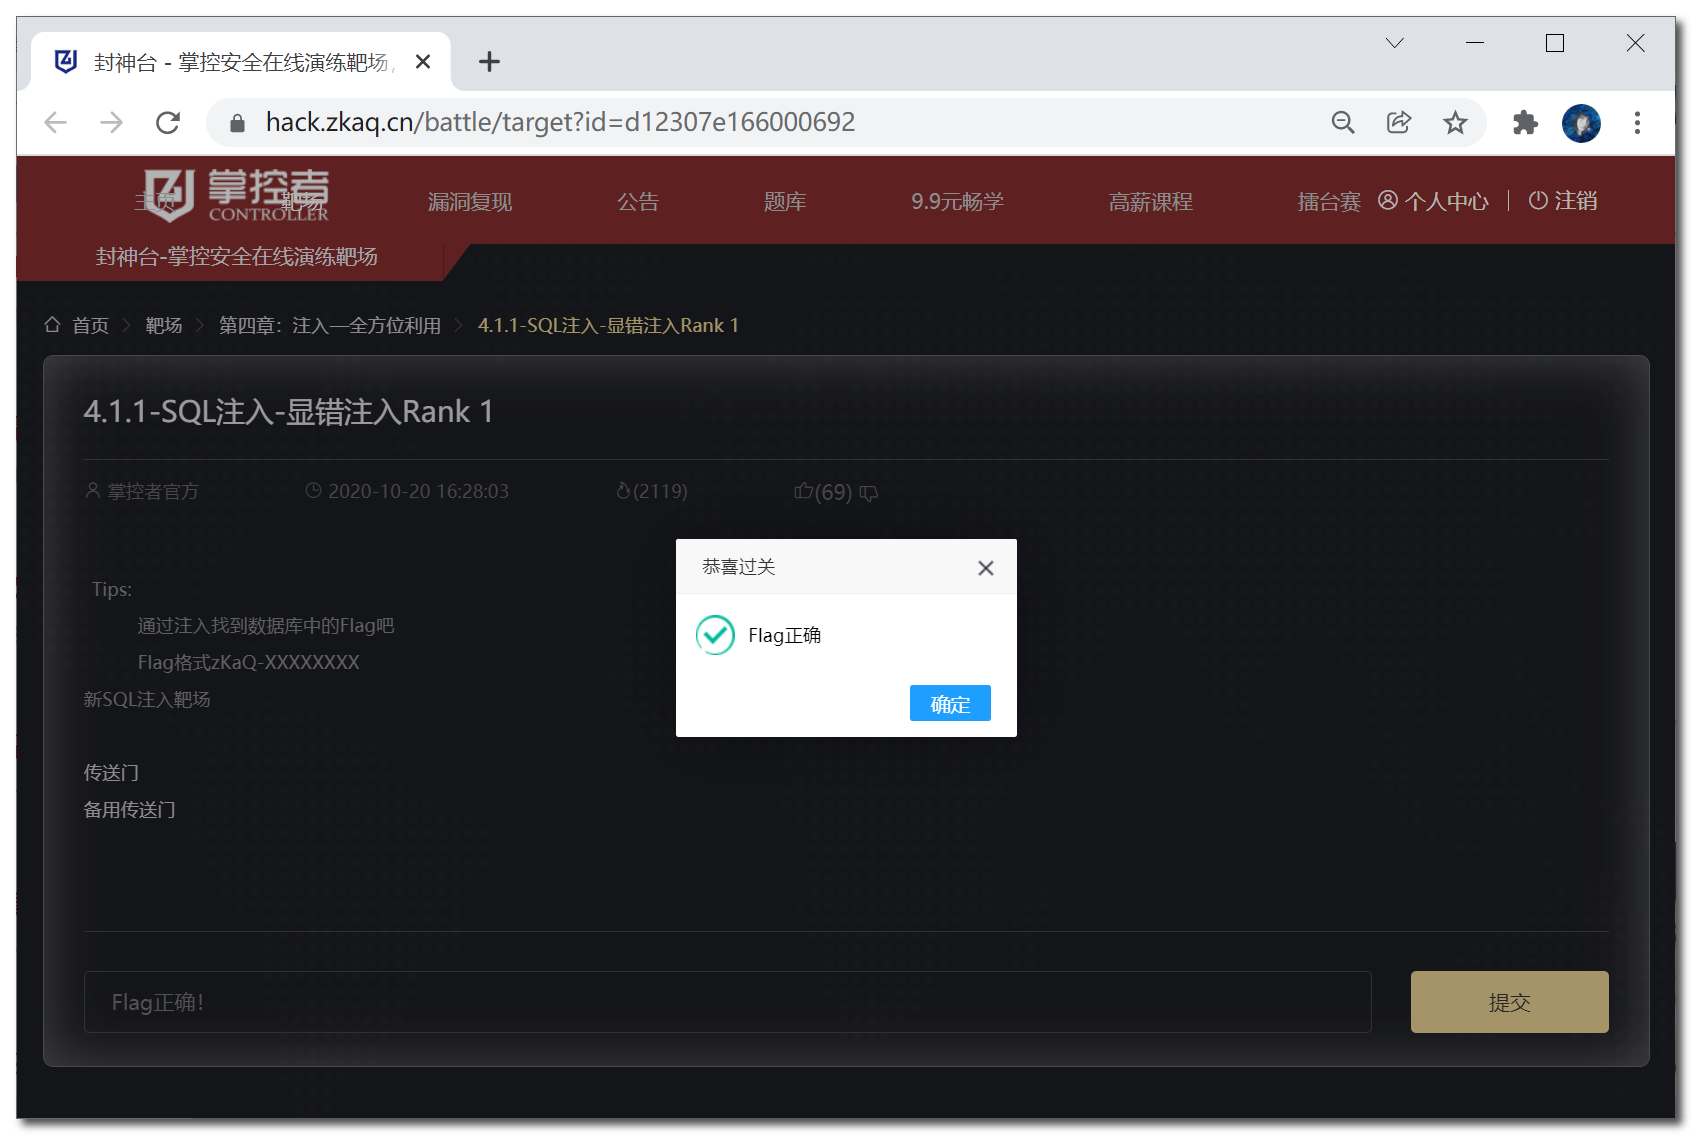 封神台 - 掌控安全在线演练靶场,
hack.zkaq.cn/battle/target?id=d12307e166000692
掌控者
CONTROLLER
主页 靶场 漏洞复现 公告 题库 9.9元畅学 高薪课程 擂台赛 个人中心 注销
封神台-掌控安全在线演练靶场
首页 靶场 第四章：注入—全方位利用 4.1.1-SQL注入-显错注入Rank 1
4.1.1-SQL注入-显错注入Rank 1
掌控者官方 2020-10-20 16:28:03 (2119) (69)
恭喜过关
Flag正确
确定
Tips:
通过注入找到数据库中的Flag吧
Flag格式zKaQ-XXXXXXXX
新SQL注入靶场
传送门
备用传送门
Flag正确！
提交